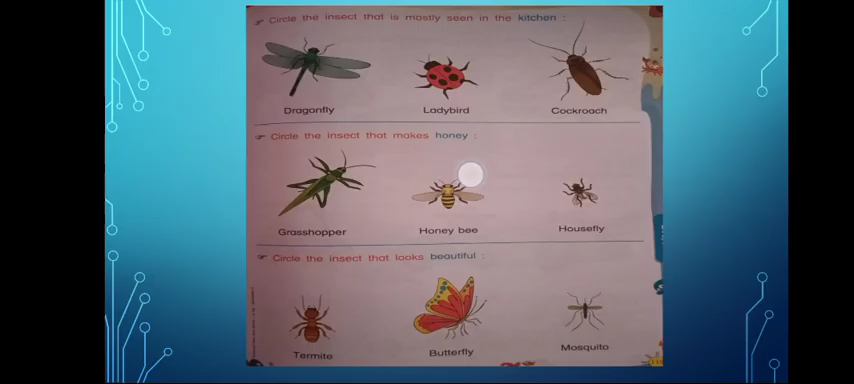 Circle the insect that is mostly seen in the kitchen :
Dragonfly Ladybird Cockroach
Circle the insect that makes honey :
Grasshopper Honey bee Housefly
Circle the insect that looks beautiful :
Termite Butterfly Mosquito